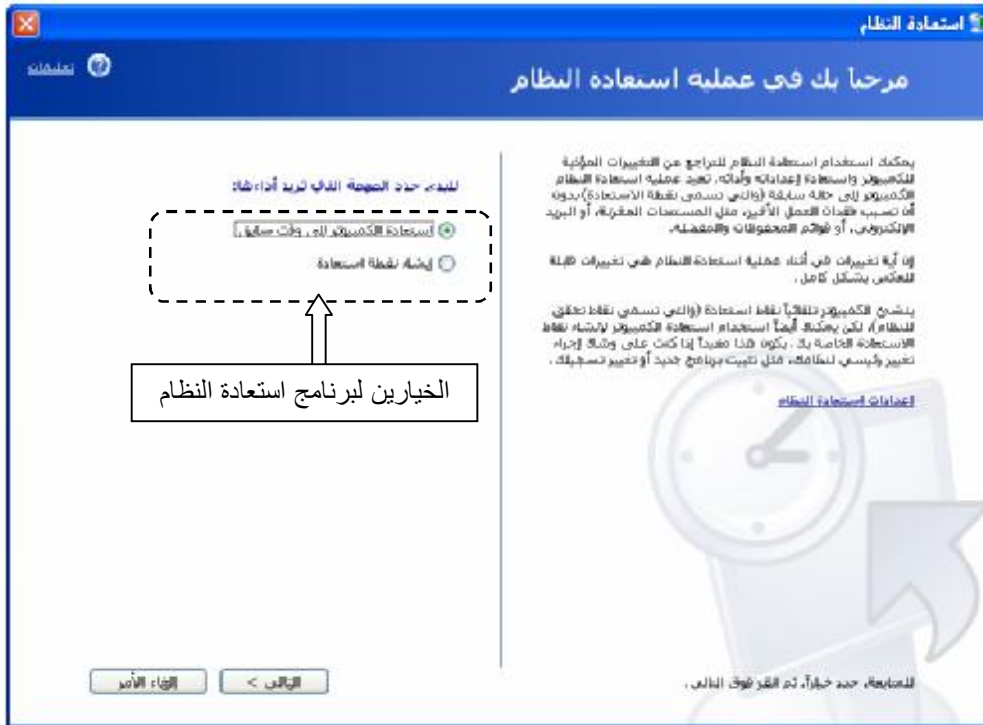 استعادة النظام
تعليمات
مرحباً بك في عملية استعادة النظام
يمكنك استخدام استعادة النظام للتراجع عن التغييرات المؤذية
للكمبيوتر واستعادة إعداداته وأدائه. تعيد عملية استعادة النظام
الكمبيوتر إلى حالة سابقة (والتي تسمى نقطة الاستعادة) بدون
أن تسبب فقدان العمل الأخير، مثل المستندات المخزنة، أو البريد
الإلكتروني، أو قوائم المحفوظات والمفضلة.
إن أية تغييرات في أثناء عملية استعادة النظام هي تغييرات قابلة
للعكس بشكل كامل.
ينشئ الكمبيوتر تلقائياً نقاط استعادة (والتي تسمى نقاط تحقق
للنظام)، لكن يمكنك أيضاً استخدام استعادة الكمبيوتر لإنشاء نقاط
الاستعادة الخاصة بك. يكون هذا مفيداً إذا كنت على وشك إجراء
تغيير رئيسي لنظامك، مثل تثبيت برنامج جديد أو تغيير تسجيلك.
إعدادات استعادة النظام
للمتابعة، حدد خياراً، ثم انقر فوق التالي.
للبدء، حدد المهمة التي تريد أداءها:
استعادة الكمبيوتر إلى وقت سابق
إنشاء نقطة استعادة
الخيارين لبرنامج استعادة النظام
التالي >
إلغاء الأمر